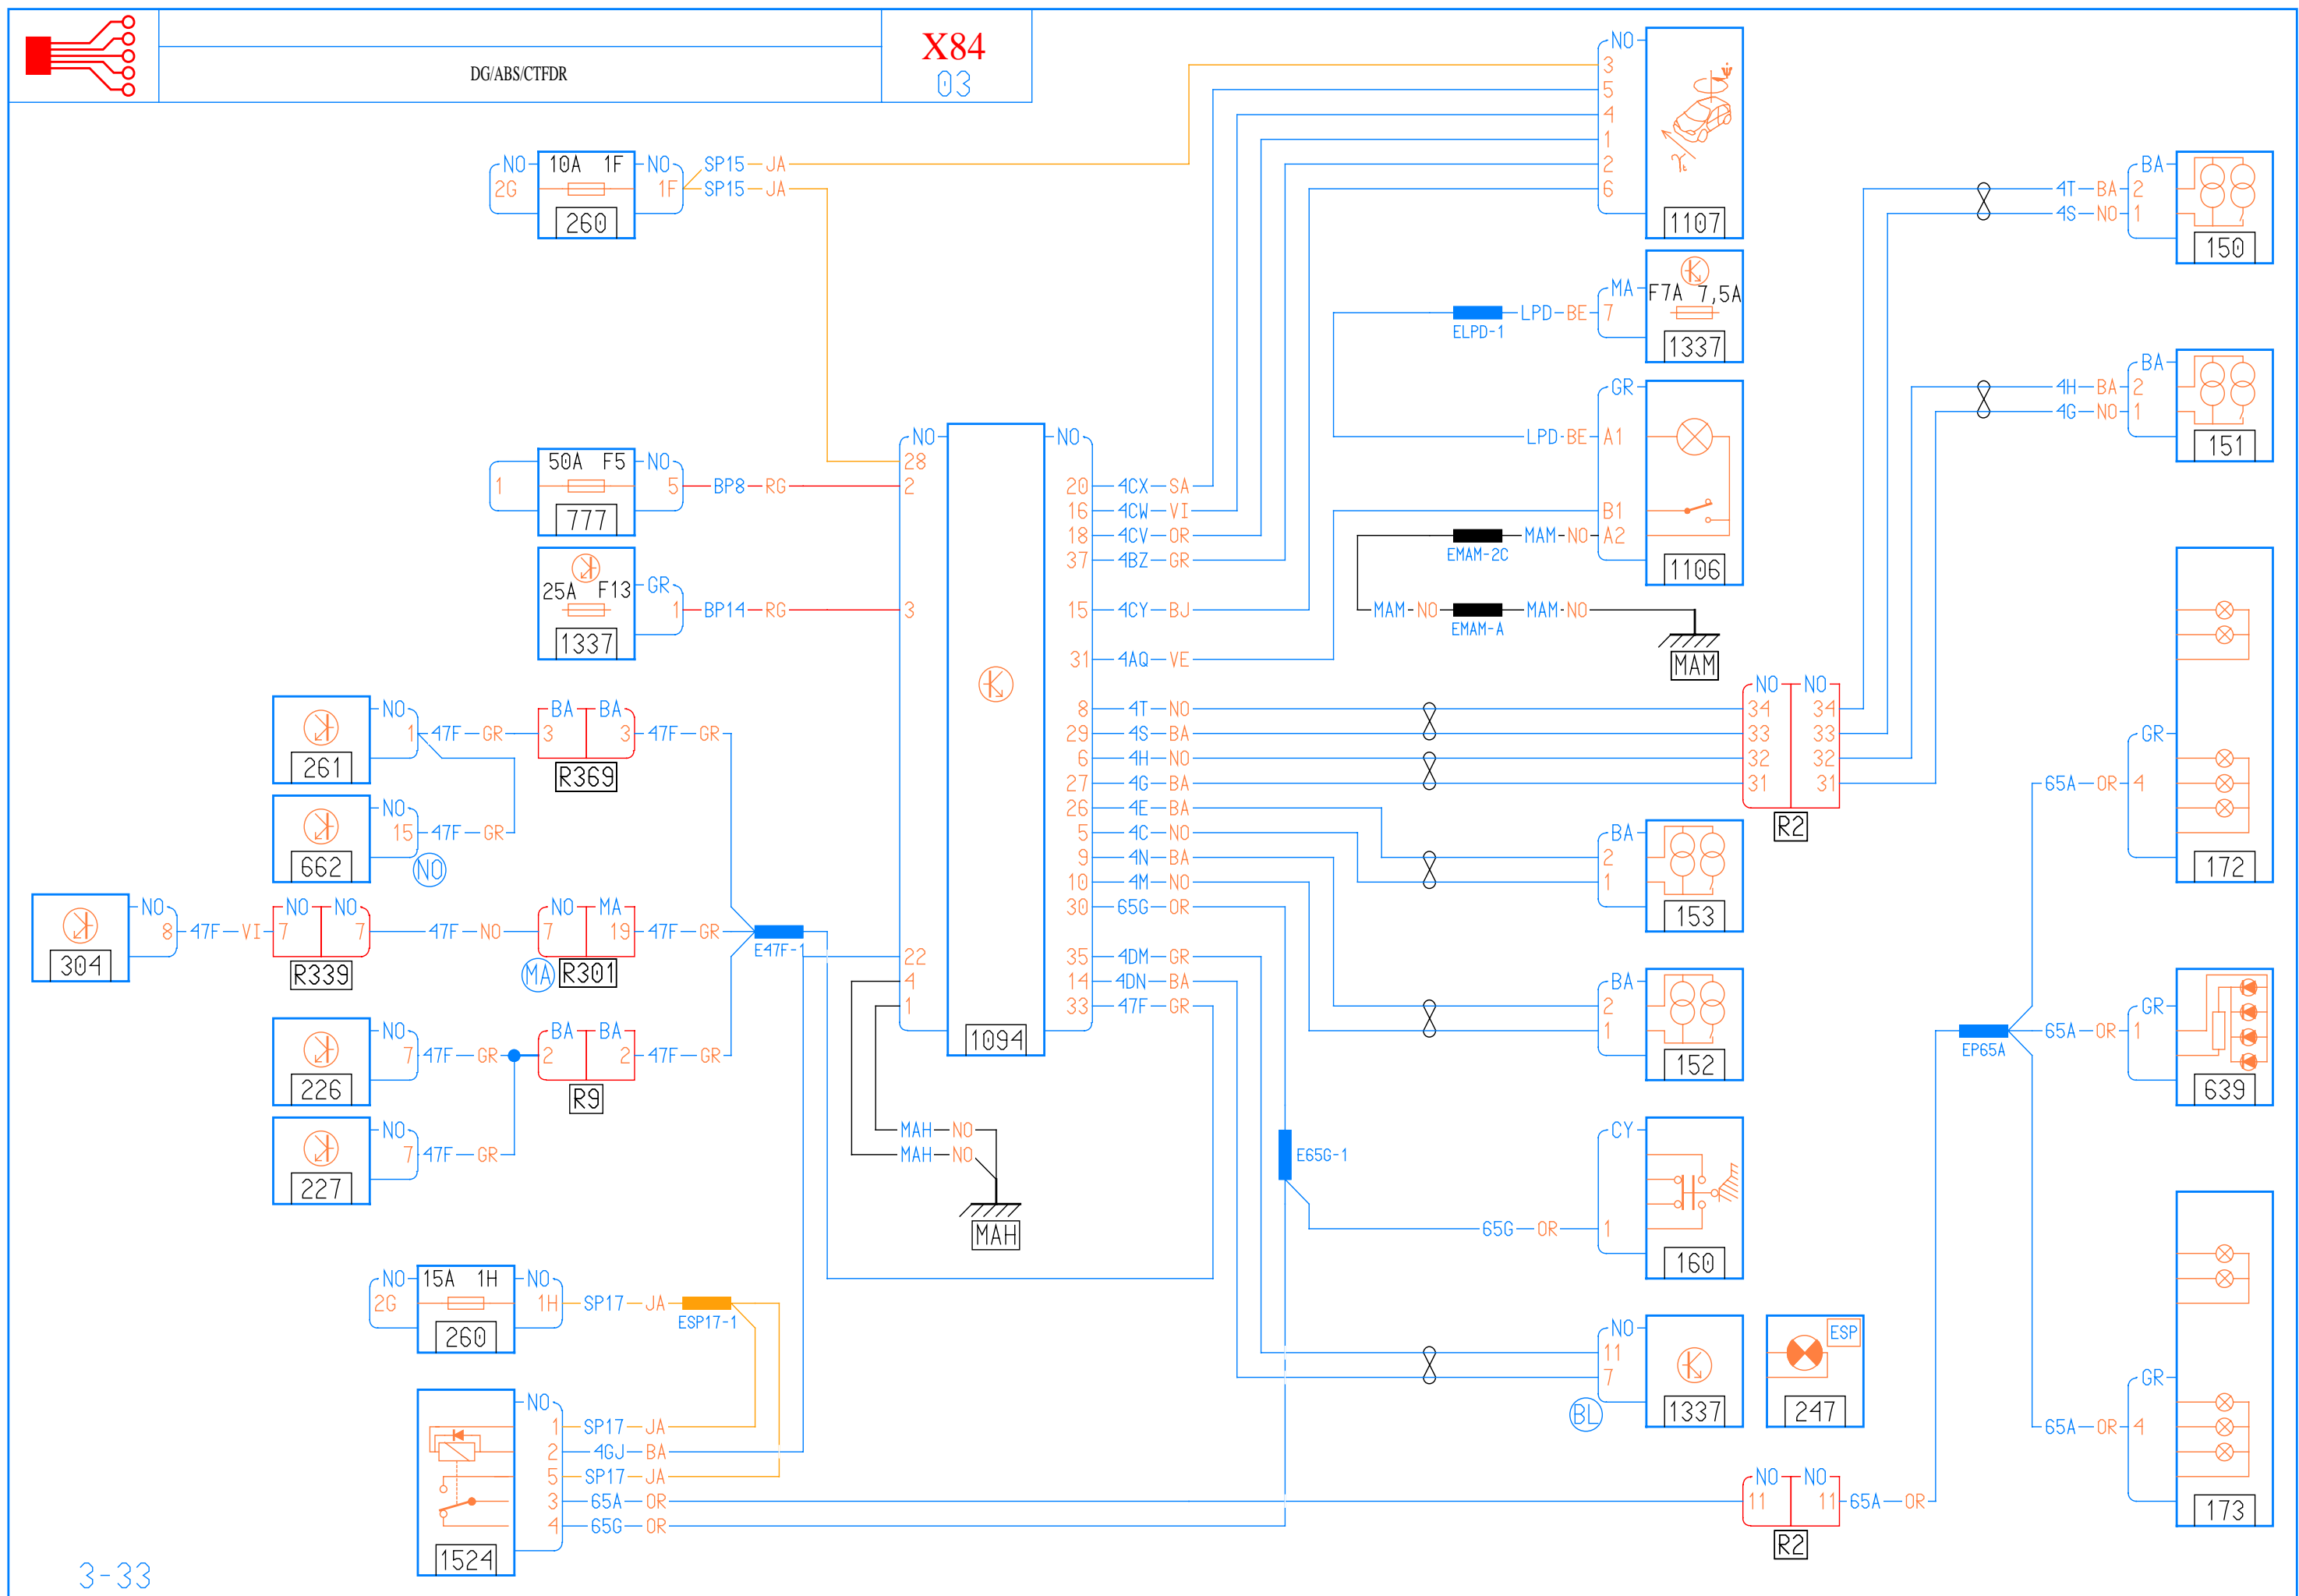 DG/ABS/CTFDR
X84
03
NO 10A 1F NO SP15 JA
2G 1F SP15 JA
260
NO
3
5
4
1
2
6
1107
MA F7A 7,5A
ELPD-1 LPD BE 7
1337
GR
LPD BE A1
B1
EMAM-2C MAM NO A2
1106
MAM NO EMAM-A MAM NO
MAM
BA
4T BA 2
4S NO 1
150
BA
4H BA 2
4G NO 1
151
50A F5 NO
1 5 BP8 RG
777
25A F13 GR
1 BP14 RG
1337
NO NO
28
2
3
22
4
1
1094
20 4CX SA
16 4CW VI
18 4CV OR
37 4BZ GR
15 4CY BJ
31 4AQ VE
8 4T NO
29 4S BA
6 4H NO
27 4G BA
26 4E BA
5 4C NO
9 4N BA
10 4M NO
30 65G OR
35 4DM GR
14 4DN BA
33 47F GR
NO NO
34 34
33 33
32 32
31 31
R2
NO BA BA
1 47F GR 3 3 47F GR
261 R369
NO
15 47F GR
662 NO
NO NO NO NO MA
8 47F VI 7 7 47F NO 7 19 47F GR E47F-1
304 R339 MA R301
NO BA BA
7 47F GR 2 2 47F GR
226 R9
NO
7 47F GR
227
MAH NO
MAH NO
MAH
BA
2
1
153
BA
2
1
152
E65G-1
CY
65G OR 1
160
NO
11
7
BL 1337
ESP
247
GR
65A OR 4
172
EP65A
GR
65A OR 1
639
GR
65A OR 4
173
NO 15A 1H NO
2G 1H SP17 JA ESP17-1
260
NO
1 SP17 JA
2 4GJ BA
5 SP17 JA
3 65A OR
4 65G OR
1524
NO NO
11 11 65A OR
R2
3-33